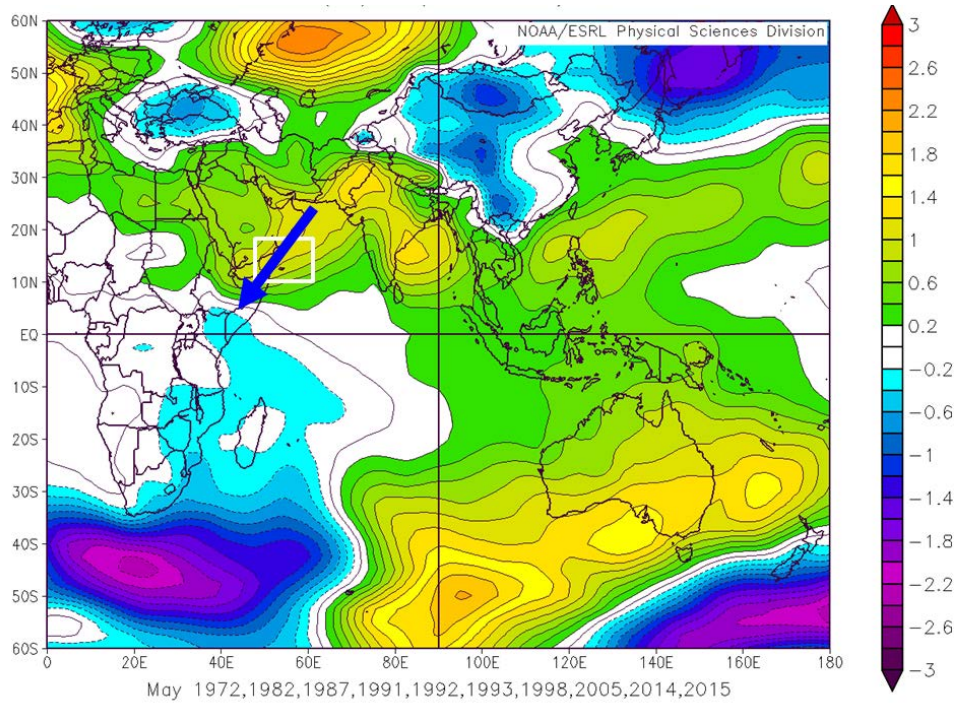 NOAA/ESRL Physical Sciences Division
60N
50N
40N
30N
20N
10N
EQ
10S
20S
30S
40S
50S
60S
0
20E
40E
60E
80E
100E
120E
140E
160E
180
3
2.6
2.2
1.8
1.4
1
0.6
0.2
-0.2
-0.6
-1
-1.4
-1.8
-2.2
-2.6
-3
May 1972,1982,1987,1991,1992,1993,1998,2005,2014,2015